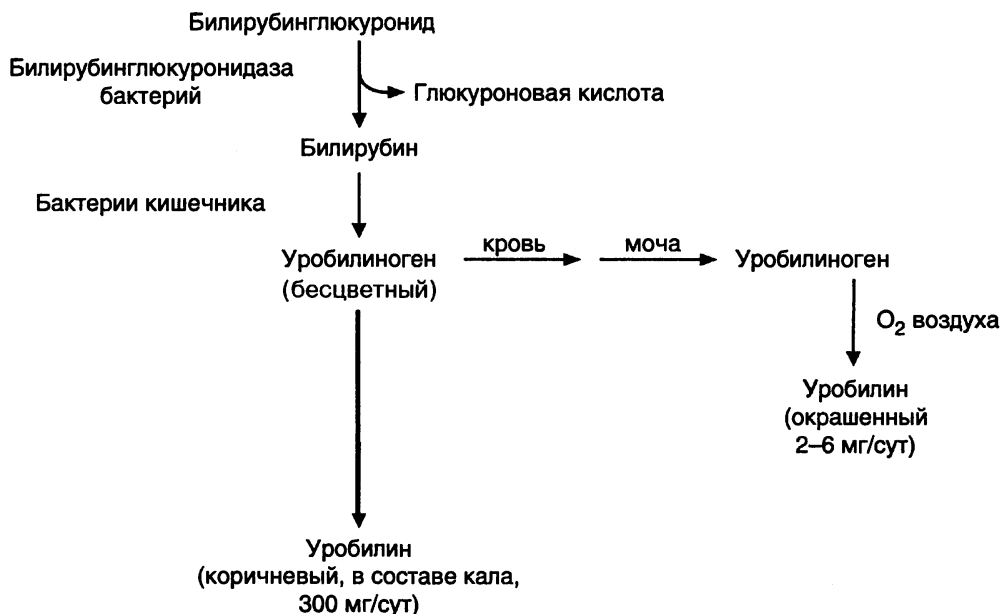 Билирубинглюкуронид
Билирубинглюкуронидаза
бактерий
Глюкуроновая кислота
Билирубин
Бактерии кишечника
Уробилиноген
(бесцветный)
кровь
моча
Уробилиноген
O₂ воздуха
Уробилин
(окрашенный
2–6 мг/сут)
Уробилин
(коричневый, в составе кала,
300 мг/сут)